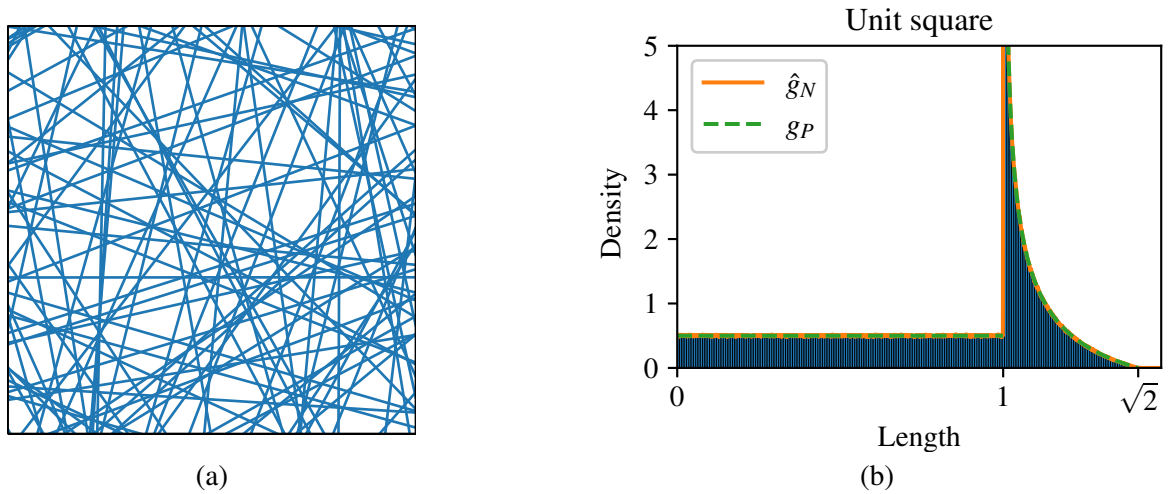 Unit square
5
4
3
2
1
0
Density
ĝ_N
g_P
0 1 √2
Length
(a) (b)